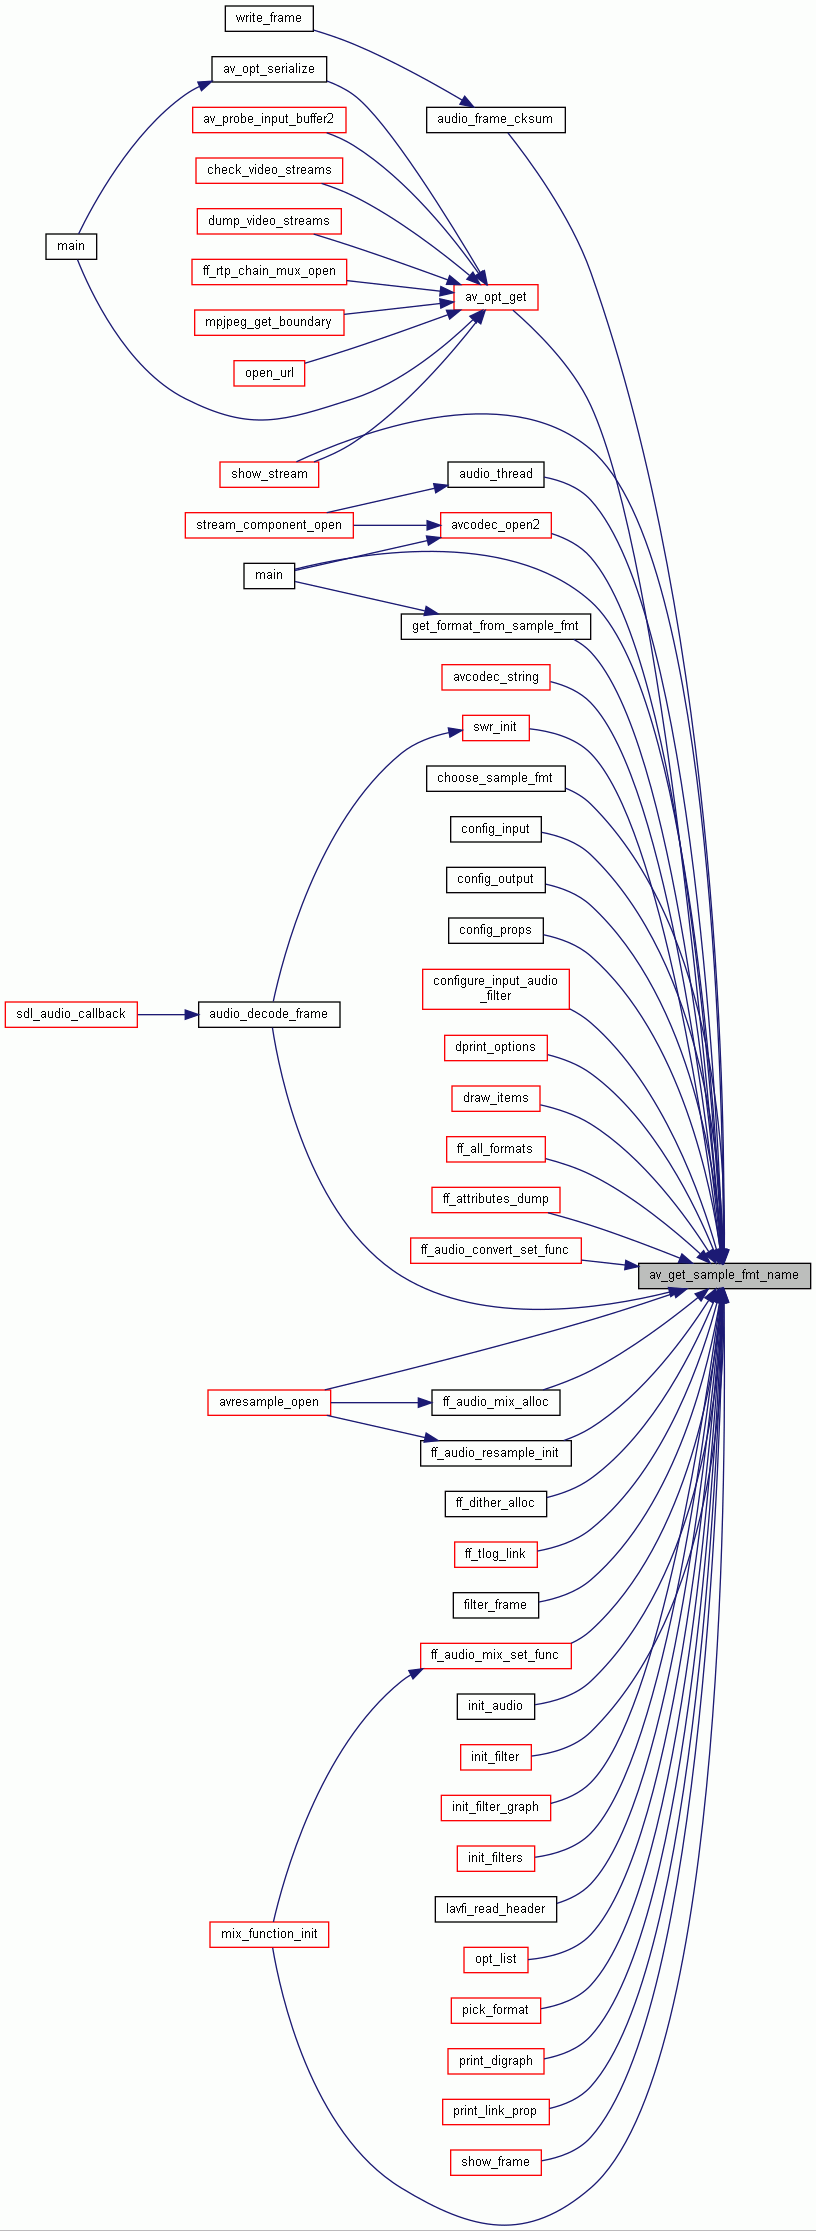 write_frame
av_opt_serialize
av_probe_input_buffer2
audio_frame_cksum
check_video_streams
dump_video_streams
main
ff_rtp_chain_mux_open
av_opt_get
mpjpeg_get_boundary
open_url
show_stream
audio_thread
stream_component_open
avcodec_open2
main
get_format_from_sample_fmt
avcodec_string
swr_init
choose_sample_fmt
config_input
config_output
config_props
configure_input_audio
_filter
sdl_audio_callback
audio_decode_frame
dprint_options
draw_items
ff_all_formats
ff_attributes_dump
ff_audio_convert_set_func
av_get_sample_fmt_name
avresample_open
ff_audio_mix_alloc
ff_audio_resample_init
ff_dither_alloc
ff_tlog_link
filter_frame
ff_audio_mix_set_func
init_audio
init_filter
init_filter_graph
init_filters
lavfi_read_header
mix_function_init
opt_list
pick_format
print_digraph
print_link_prop
show_frame